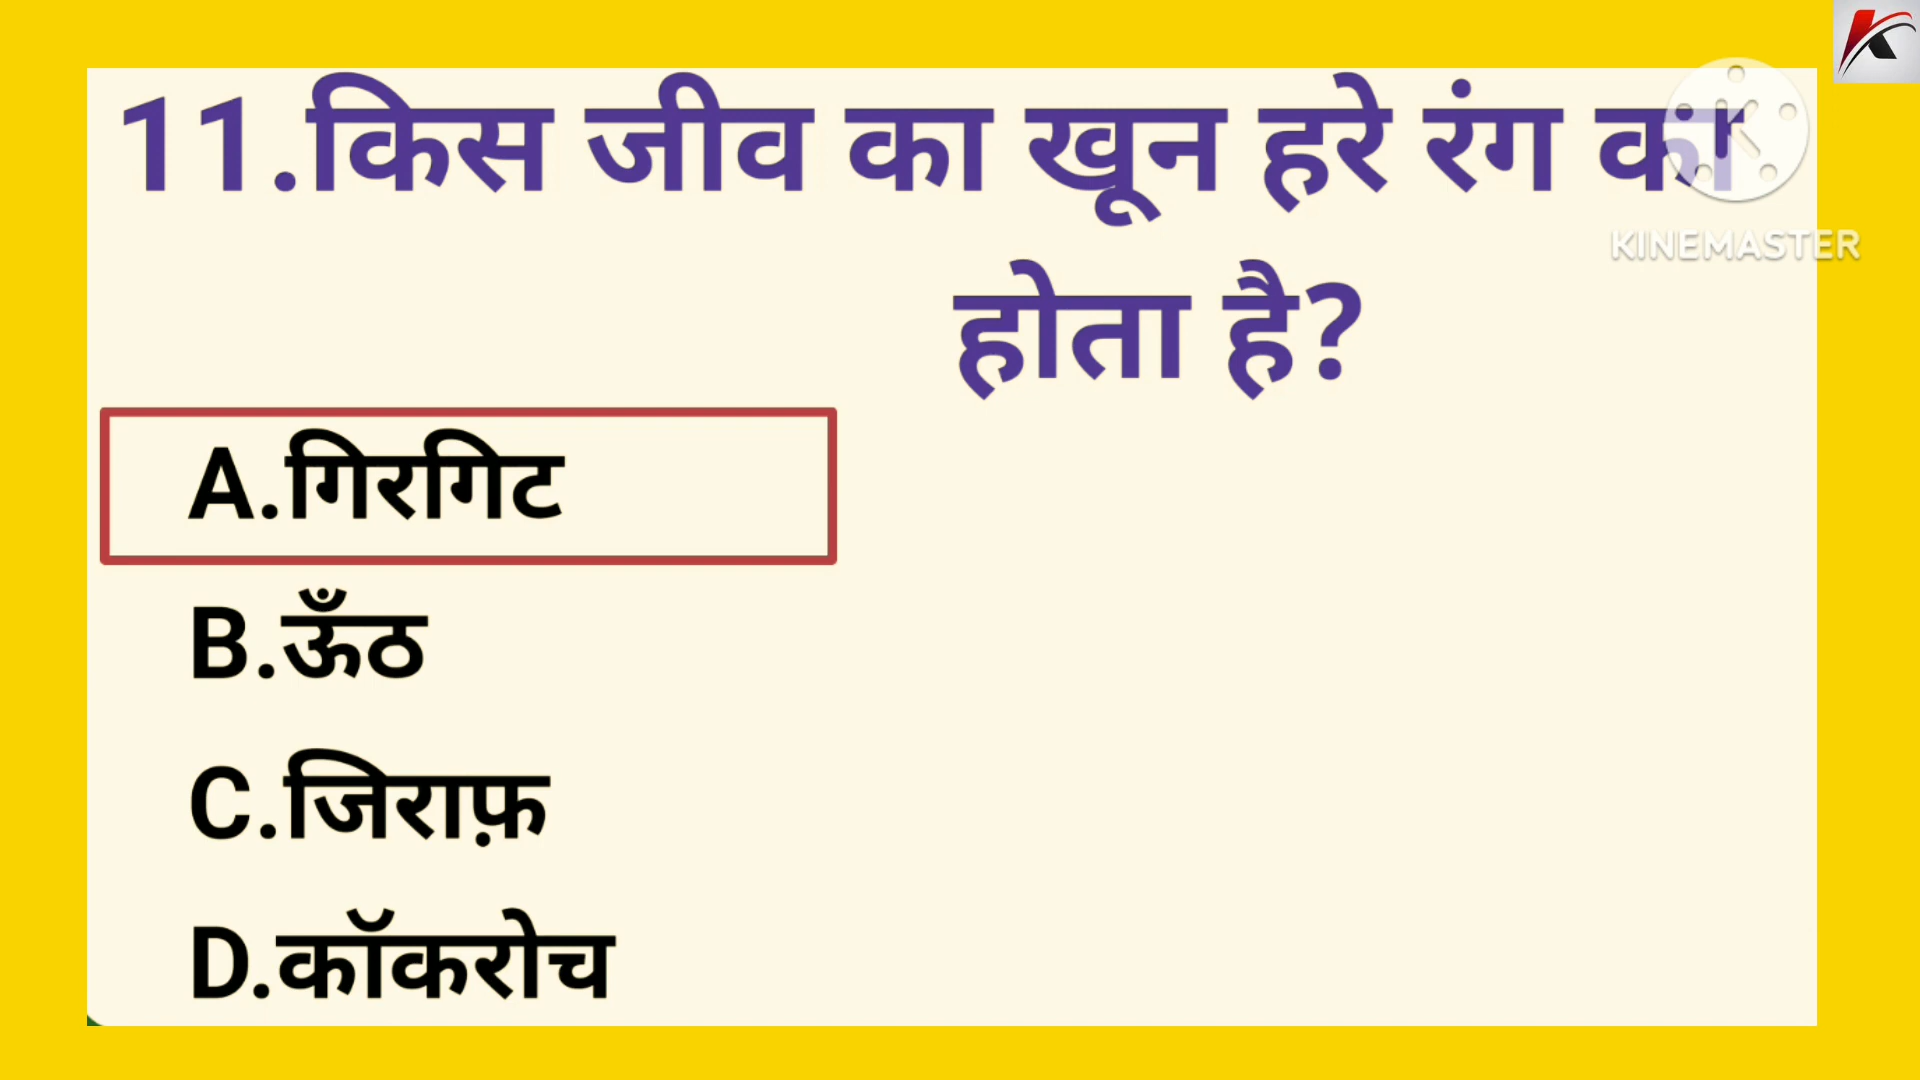 11.किस जीव का खून हरे रंग का
होता है?
KINEMASTER
A.गिरगिट
B.ऊँठ
C.जिराफ़
D.कॉकरोच